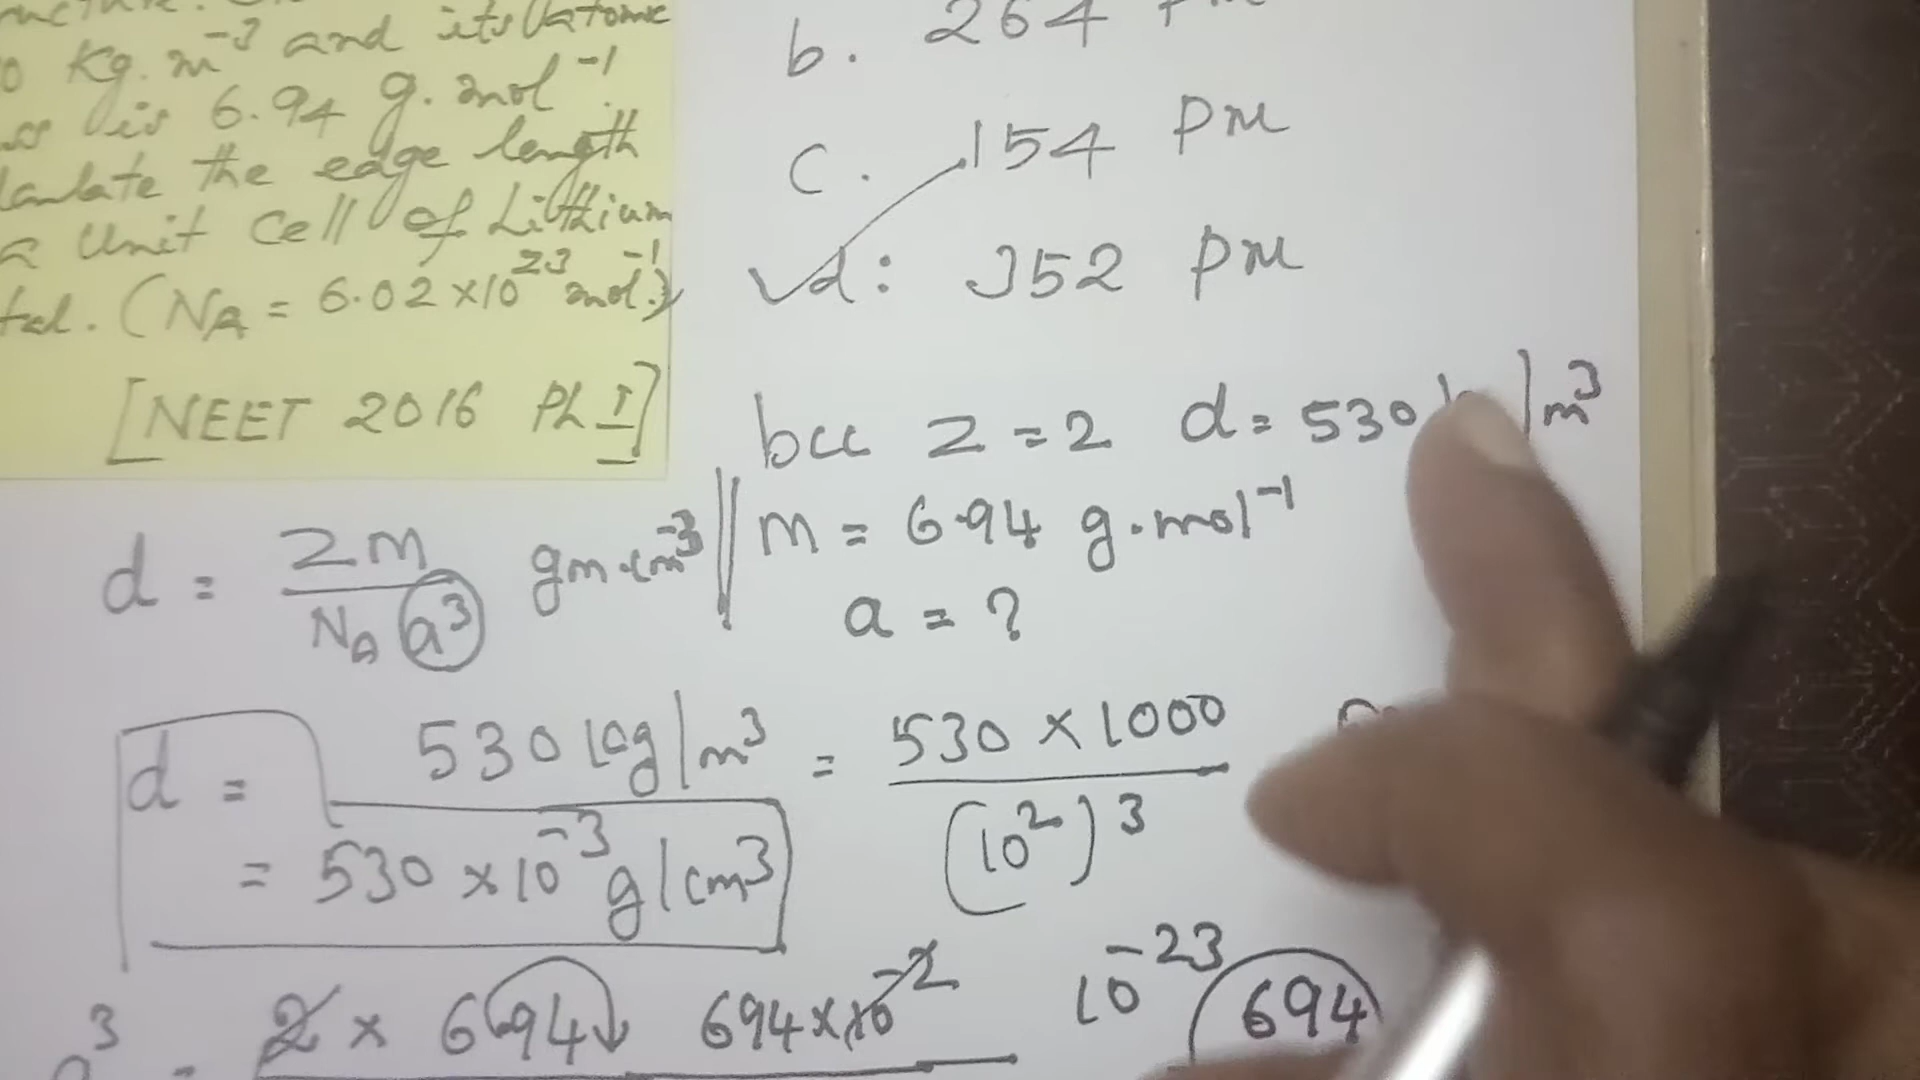 Kg.m⁻³ and its atomic
is 6.94 g.mol⁻¹
the edge length
a Unit Cell of Lithium
(NA = 6.02×10²³ mol⁻¹)
[NEET 2016 Ph I]
b. 264
c. 154 pm
d: 352 pm
bcc Z = 2 d = 530 /m³
m = 6.94 g.mol⁻¹
a = ?
d = ZM / NA a³ gm.cm⁻³
d = 530 kg/m³ = 530 × 1000 / (10²)³
= 530 × 10⁻³ g/cm³
2 × 6.94 694×10⁻² 10⁻²³ 694